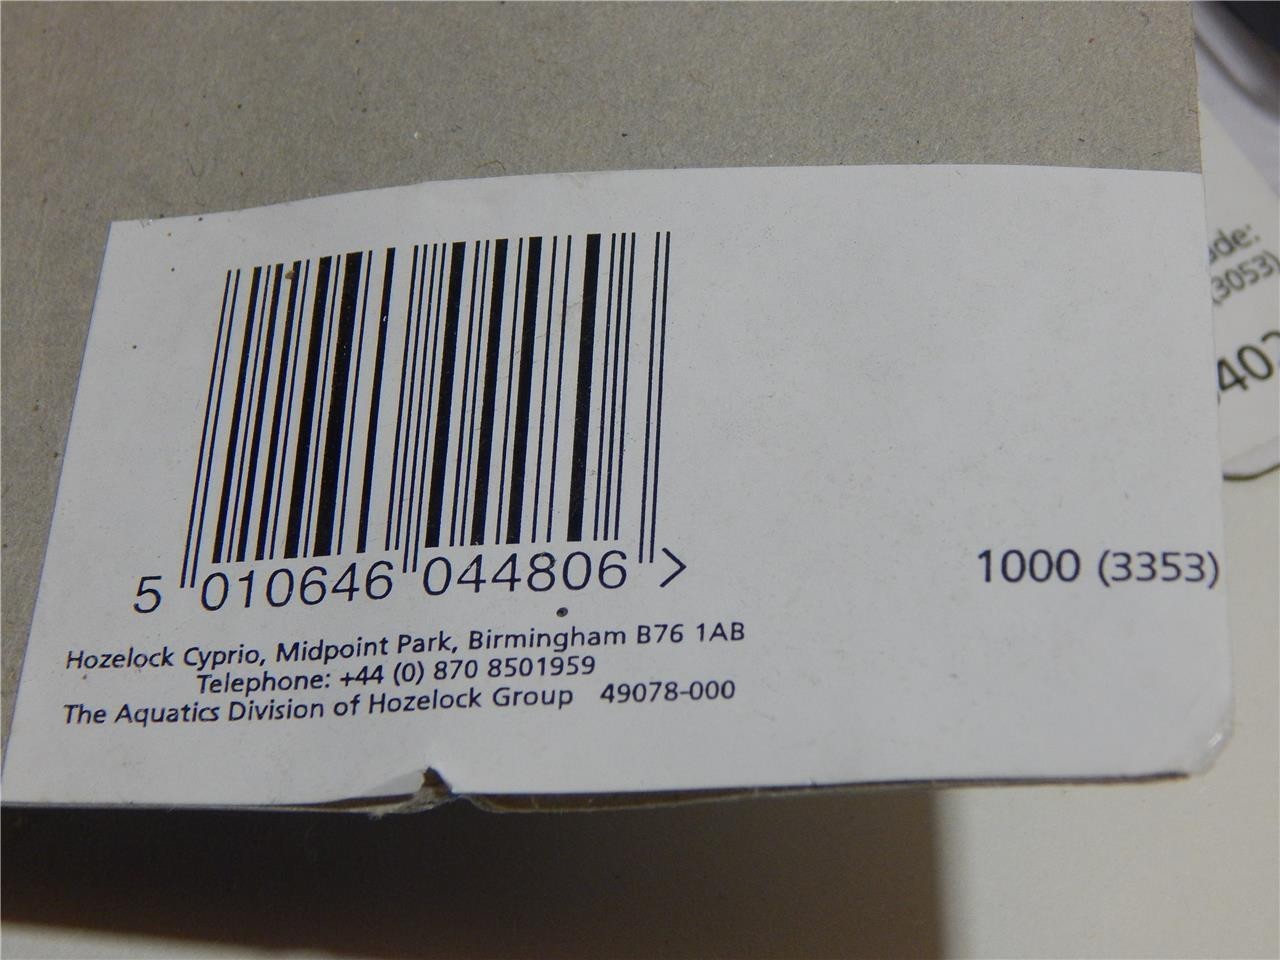 5 010646 044806 >
1000 (3353)
Hozelock Cyprio, Midpoint Park, Birmingham B76 1AB
Telephone: +44 (0) 870 8501959
The Aquatics Division of Hozelock Group 49078-000
(3053)